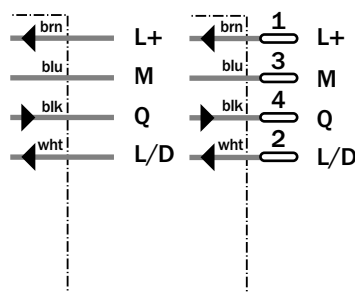 brn L+
blu M
blk Q
wht L/D
brn 1 L+
blu 3 M
blk 4 Q
wht 2 L/D